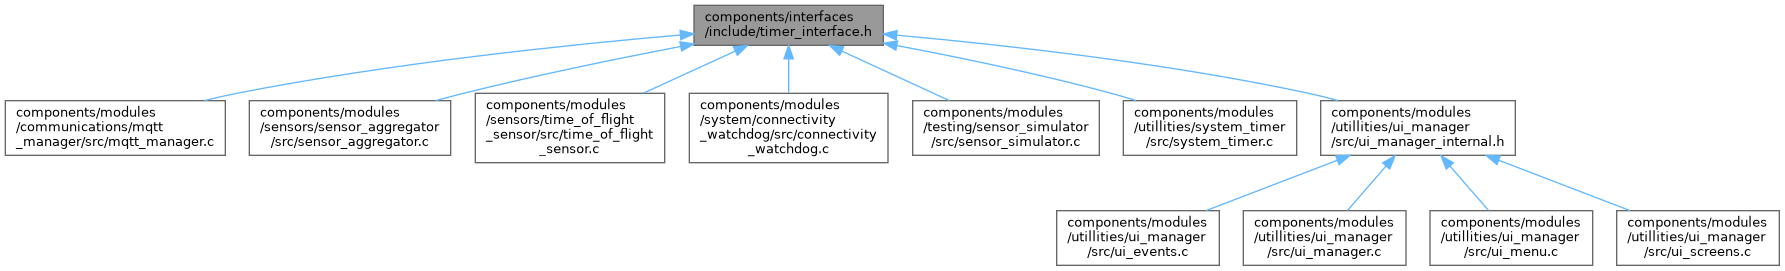 components/interfaces
/include/timer_interface.h
components/modules
/communications/mqtt
_manager/src/mqtt_manager.c
components/modules
/sensors/sensor_aggregator
/src/sensor_aggregator.c
components/modules
/sensors/time_of_flight
_sensor/src/time_of_flight
_sensor.c
components/modules
/system/connectivity
_watchdog/src/connectivity
_watchdog.c
components/modules
/testing/sensor_simulator
/src/sensor_simulator.c
components/modules
/utillities/system_timer
/src/system_timer.c
components/modules
/utillities/ui_manager
/src/ui_manager_internal.h
components/modules
/utillities/ui_manager
/src/ui_events.c
components/modules
/utillities/ui_manager
/src/ui_manager.c
components/modules
/utillities/ui_manager
/src/ui_menu.c
components/modules
/utillities/ui_manager
/src/ui_screens.c